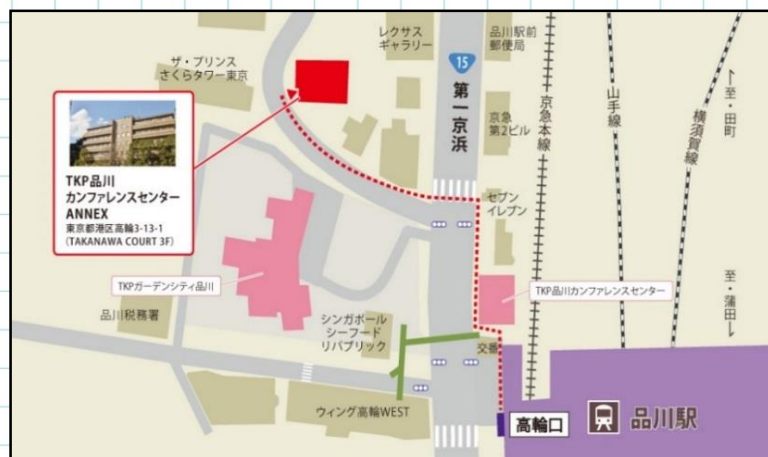 レクサス
ギャラリー
品川駅前
郵便局
ザ・プリンス
さくらタワー東京
15
第一京浜
京急
第2ビル
京急本線
山手線
横須賀線
至・田町
TKP品川
カンファレンスセンター
ANNEX
東京都港区高輪3-13-1
(TAKANAWA COURT 3F)
セブン
イレブン
TKPガーデンシティ品川
TKP品川カンファレンスセンター
至・蒲田
品川税務署
シンガポール
シーフード
リパブリック
交番
ウィング高輪WEST
高輪口
品川駅